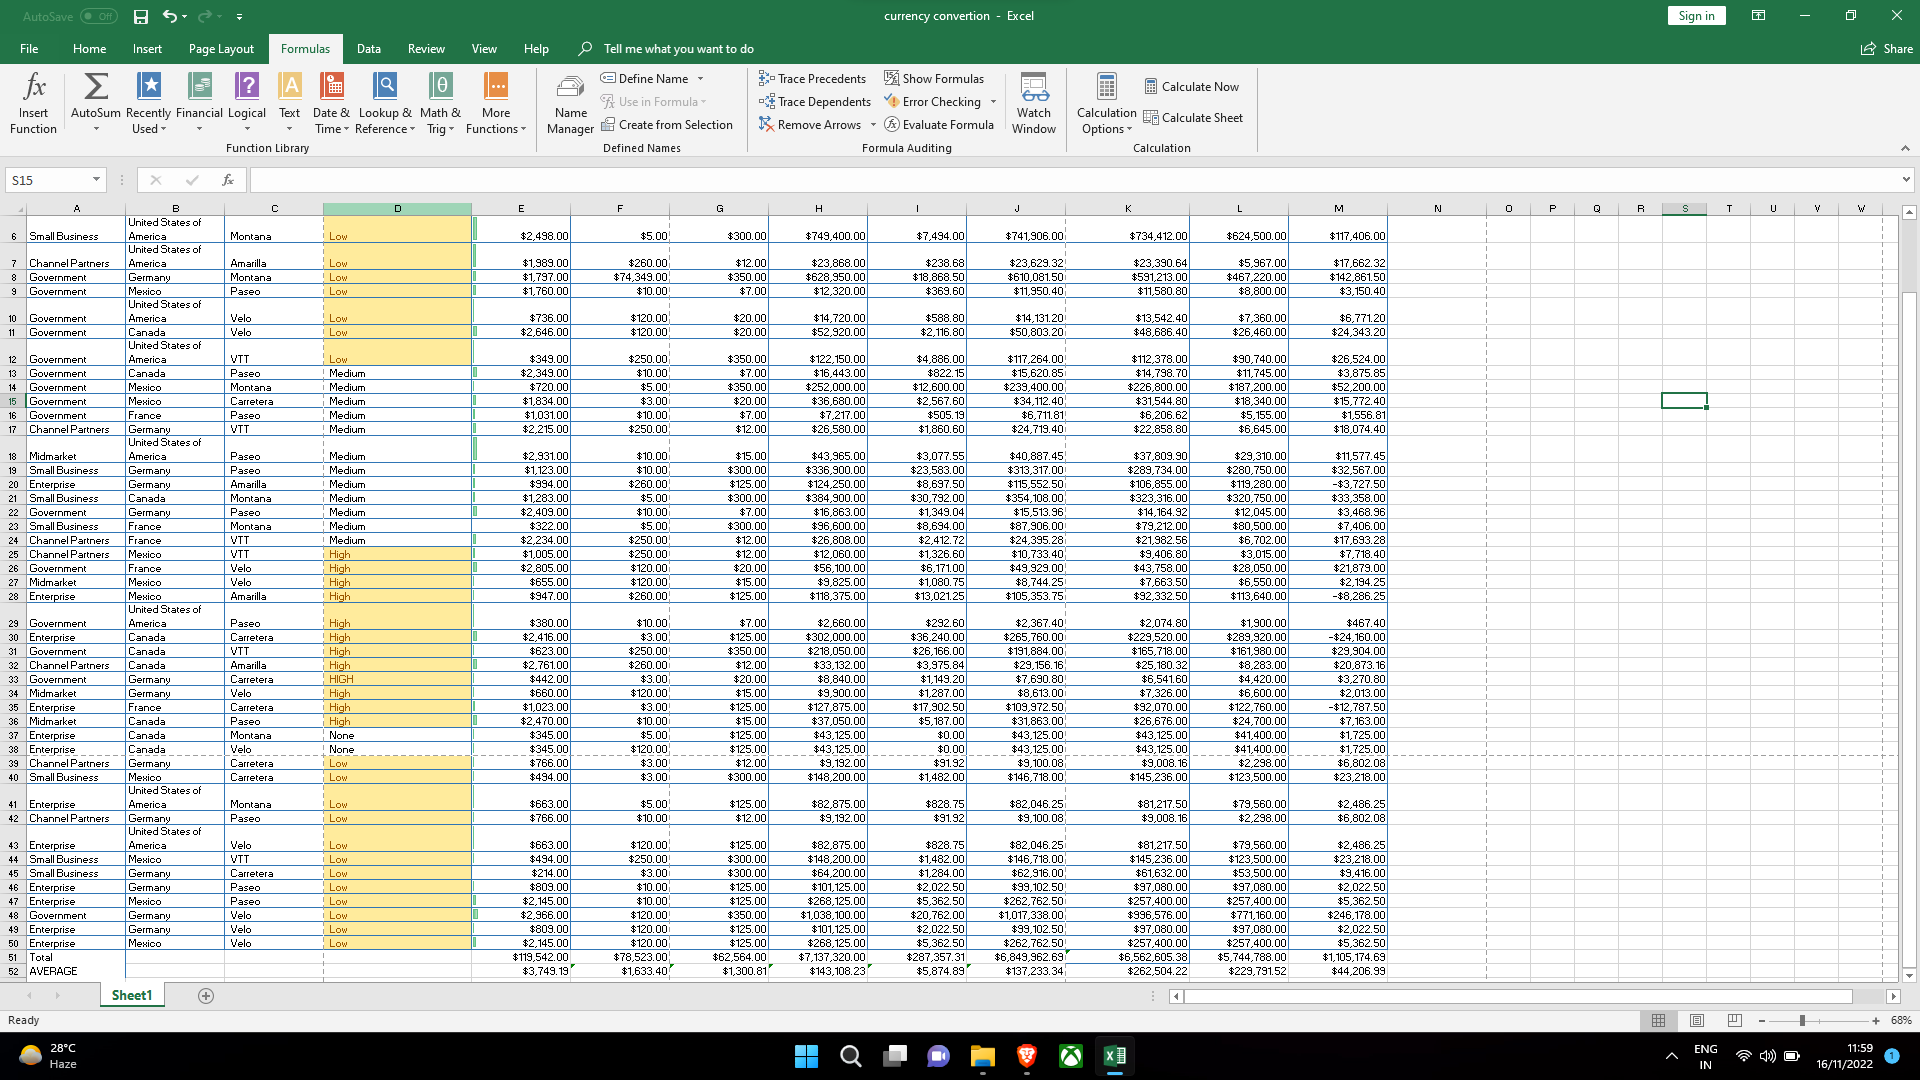 AutoSave Off
currency convertion - Excel
Sign in
File Home Insert Page Layout Formulas Data Review View Help Tell me what you want to do Share
Insert Function
AutoSum
Recently Used
Financial
Logical
Text
Date & Time
Lookup & Reference
Math & Trig
More Functions
Function Library
Name Manager
Define Name
Use in Formula
Create from Selection
Defined Names
Trace Precedents
Trace Dependents
Remove Arrows
Show Formulas
Error Checking
Evaluate Formula
Watch Window
Formula Auditing
Calculation Options
Calculate Now
Calculate Sheet
Calculation
S15
fx
A B C D E F G H I J K L M N O P Q R S T U V W
6 Small Business United States of America Montana Low $2,498.00 $5.00 $300.00 $749,400.00 $7,494.00 $741,906.00 $734,412.00 $624,500.00 $117,406.00
7 Channel Partners United States of America Amarilla Low $1,989.00 $260.00 $12.00 $23,868.00 $238.68 $23,629.32 $23,390.64 $5,967.00 $17,662.32
8 Government Germany Montana Low $1,797.00 $74,349.00 $350.00 $628,950.00 $18,868.50 $610,081.50 $591,213.00 $467,220.00 $142,861.50
9 Government Mexico Paseo Low $1,760.00 $10.00 $7.00 $12,320.00 $369.60 $11,950.40 $11,580.80 $8,800.00 $3,150.40
10 Government United States of America Velo Low $736.00 $120.00 $20.00 $14,720.00 $588.80 $14,131.20 $13,542.40 $7,360.00 $6,771.20
11 Government Canada Velo Low $2,646.00 $120.00 $20.00 $52,920.00 $2,116.80 $50,803.20 $48,686.40 $26,460.00 $24,343.20
12 Government United States of America VTT Low $349.00 $250.00 $350.00 $122,150.00 $4,886.00 $117,264.00 $112,378.00 $90,740.00 $26,524.00
13 Government Canada Paseo Medium $2,349.00 $10.00 $7.00 $16,443.00 $822.15 $15,620.85 $14,798.70 $11,745.00 $3,875.85
14 Government Mexico Montana Medium $720.00 $5.00 $350.00 $252,000.00 $12,600.00 $239,400.00 $226,800.00 $187,200.00 $52,200.00
15 Government Mexico Carretera Medium $1,834.00 $3.00 $20.00 $36,680.00 $2,567.60 $34,112.40 $31,544.80 $18,340.00 $15,772.40
16 Government France Paseo Medium $1,031.00 $10.00 $7.00 $7,217.00 $505.19 $6,711.81 $6,206.62 $5,155.00 $1,556.81
17 Channel Partners Germany VTT Medium $2,215.00 $250.00 $12.00 $26,580.00 $1,860.60 $24,719.40 $22,858.80 $6,645.00 $18,074.40
18 Midmarket United States of America Paseo Medium $2,931.00 $10.00 $15.00 $43,965.00 $3,077.55 $40,887.45 $37,809.90 $29,310.00 $11,577.45
19 Small Business Germany Paseo Medium $1,123.00 $10.00 $300.00 $336,900.00 $23,583.00 $313,317.00 $289,734.00 $280,750.00 $32,567.00
20 Enterprise Germany Amarilla Medium $994.00 $260.00 $125.00 $124,250.00 $8,697.50 $115,552.50 $106,855.00 $119,280.00 -$3,727.50
21 Small Business Canada Montana Medium $1,283.00 $5.00 $300.00 $384,900.00 $30,792.00 $354,108.00 $323,316.00 $320,750.00 $33,358.00
22 Government Germany Paseo Medium $2,409.00 $10.00 $7.00 $16,863.00 $1,349.04 $15,513.96 $14,164.92 $12,045.00 $3,468.96
23 Small Business France Montana Medium $322.00 $5.00 $300.00 $96,600.00 $8,694.00 $87,906.00 $79,212.00 $80,500.00 $7,406.00
24 Channel Partners France VTT Medium $2,234.00 $250.00 $12.00 $26,808.00 $2,412.72 $24,395.28 $21,982.56 $6,702.00 $17,693.28
25 Channel Partners Mexico VTT High $1,005.00 $250.00 $12.00 $12,060.00 $1,326.60 $10,733.40 $9,406.80 $3,015.00 $7,718.40
26 Government France Velo High $2,805.00 $120.00 $20.00 $56,100.00 $6,171.00 $49,929.00 $43,758.00 $28,050.00 $21,879.00
27 Midmarket Mexico Velo High $655.00 $120.00 $15.00 $9,825.00 $1,080.75 $8,744.25 $7,663.50 $6,550.00 $2,194.25
28 Enterprise Mexico Amarilla High $947.00 $260.00 $125.00 $118,375.00 $13,021.25 $105,353.75 $92,332.50 $113,640.00 -$8,286.25
29 Government United States of America Paseo High $380.00 $10.00 $7.00 $2,660.00 $292.60 $2,367.40 $2,074.80 $1,900.00 $467.40
30 Enterprise Canada Carretera High $2,416.00 $3.00 $125.00 $302,000.00 $36,240.00 $265,760.00 $229,520.00 $289,920.00 -$24,160.00
31 Government Canada VTT High $623.00 $250.00 $350.00 $218,050.00 $26,166.00 $191,884.00 $165,718.00 $161,980.00 $29,904.00
32 Channel Partners Canada Amarilla High $2,761.00 $260.00 $12.00 $33,132.00 $3,975.84 $29,156.16 $25,180.32 $8,283.00 $20,873.16
33 Government Germany Carretera HIGH $442.00 $3.00 $20.00 $8,840.00 $1,149.20 $7,690.80 $6,541.60 $4,420.00 $3,270.80
34 Midmarket Germany Velo High $660.00 $120.00 $15.00 $9,900.00 $1,287.00 $8,613.00 $7,326.00 $6,600.00 $2,013.00
35 Enterprise France Carretera High $1,023.00 $3.00 $125.00 $127,875.00 $17,902.50 $109,972.50 $92,070.00 $122,760.00 -$12,787.50
36 Midmarket Canada Paseo High $2,470.00 $10.00 $15.00 $37,050.00 $5,187.00 $31,863.00 $26,676.00 $24,700.00 $7,163.00
37 Enterprise Canada Montana None $345.00 $5.00 $125.00 $43,125.00 $0.00 $43,125.00 $43,125.00 $41,400.00 $1,725.00
38 Enterprise Canada Velo None $345.00 $120.00 $125.00 $43,125.00 $0.00 $43,125.00 $43,125.00 $41,400.00 $1,725.00
39 Channel Partners Germany Carretera Low $766.00 $3.00 $12.00 $9,192.00 $91.92 $9,100.08 $9,008.16 $2,298.00 $6,802.08
40 Small Business Mexico Carretera Low $494.00 $3.00 $300.00 $148,200.00 $1,482.00 $146,718.00 $145,236.00 $123,500.00 $23,218.00
41 Enterprise United States of America Montana Low $663.00 $5.00 $125.00 $82,875.00 $828.75 $82,046.25 $81,217.50 $79,560.00 $2,486.25
42 Channel Partners Germany Paseo Low $766.00 $10.00 $12.00 $9,192.00 $91.92 $9,100.08 $9,008.16 $2,298.00 $6,802.08
43 Enterprise United States of America Velo Low $663.00 $120.00 $125.00 $82,875.00 $828.75 $82,046.25 $81,217.50 $79,560.00 $2,486.25
44 Small Business Mexico VTT Low $494.00 $250.00 $300.00 $148,200.00 $1,482.00 $146,718.00 $145,236.00 $123,500.00 $23,218.00
45 Small Business Germany Carretera Low $214.00 $3.00 $300.00 $64,200.00 $1,284.00 $62,916.00 $61,632.00 $53,500.00 $9,416.00
46 Enterprise Germany Paseo Low $809.00 $10.00 $125.00 $101,125.00 $2,022.50 $99,102.50 $97,080.00 $97,080.00 $2,022.50
47 Enterprise Mexico Paseo Low $2,145.00 $10.00 $125.00 $268,125.00 $5,362.50 $262,762.50 $257,400.00 $257,400.00 $5,362.50
48 Government Germany Velo Low $2,966.00 $120.00 $350.00 $1,038,100.00 $20,762.00 $1,017,338.00 $996,576.00 $771,160.00 $246,178.00
49 Enterprise Germany Velo Low $809.00 $120.00 $125.00 $101,125.00 $2,022.50 $99,102.50 $97,080.00 $97,080.00 $2,022.50
50 Enterprise Mexico Velo Low $2,145.00 $120.00 $125.00 $268,125.00 $5,362.50 $262,762.50 $257,400.00 $257,400.00 $5,362.50
51 Total $119,542.00 $78,523.00 $62,564.00 $7,137,320.00 $287,357.31 $6,849,962.69 $6,562,605.38 $5,744,788.00 $1,105,174.69
52 AVERAGE $3,749.19 $1,633.40 $1,300.81 $143,108.23 $5,874.89 $137,233.34 $262,504.22 $229,791.52 $44,206.99
Sheet1
Ready
68%
28°C
Haze
ENG
IN
11:59
16/11/2022
1